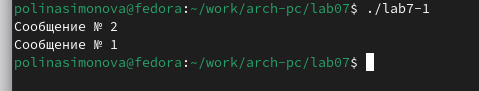 polinasimonova@fedora:~/work/arch-pc/lab07$ ./lab7-1
Сообщение № 2
Сообщение № 1
polinasimonova@fedora:~/work/arch-pc/lab07$